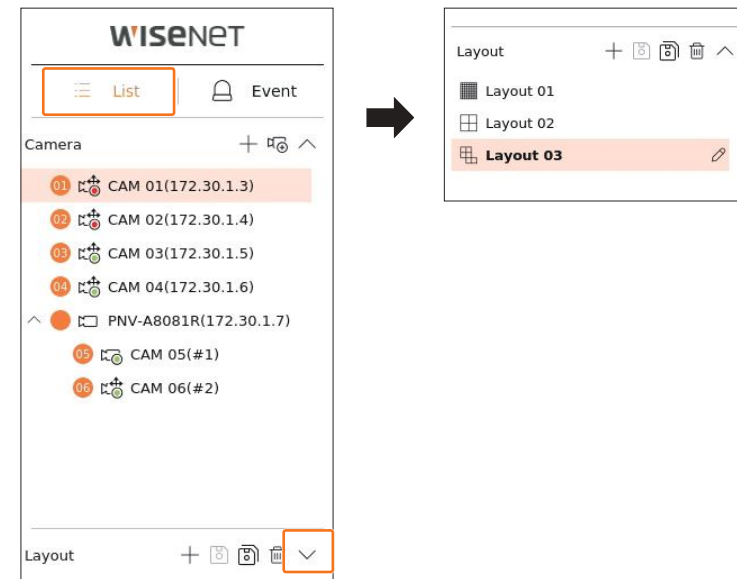 WISENET
List
Event
Camera
01 CAM 01(172.30.1.3)
02 CAM 02(172.30.1.4)
03 CAM 03(172.30.1.5)
04 CAM 04(172.30.1.6)
PNV-A8081R(172.30.1.7)
05 CAM 05(#1)
06 CAM 06(#2)
Layout
Layout
Layout 01
Layout 02
Layout 03